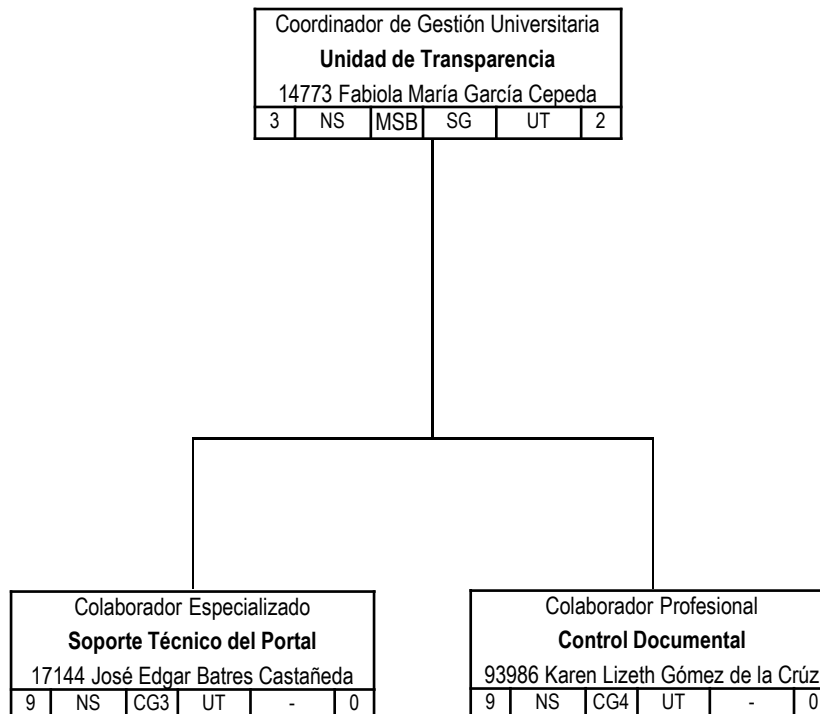 Coordinador de Gestión Universitaria
Unidad de Transparencia
14773 Fabiola María García Cepeda
3 NS MSB SG UT 2
Colaborador Especializado
Soporte Técnico del Portal
17144 José Edgar Batres Castañeda
9 NS CG3 UT - 0
Colaborador Profesional
Control Documental
93986 Karen Lizeth Gómez de la Crúz
9 NS CG4 UT - 0